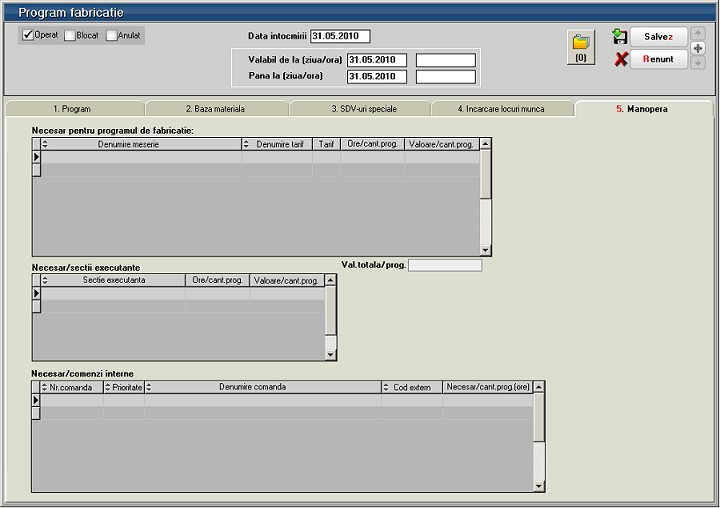 Program fabricatie
Operat Blocat Anulat
Data intocmirii 31.05.2010
Valabil de la (ziua/ora) 31.05.2010
Pana la (ziua/ora) 31.05.2010
(0)
Salvez
Renunt
1. Program 2. Baza materiala 3. SDV-uri speciale 4. Incarcare locuri munca 5. Manopera
Necesar pentru programul de fabricatie:
Denumire meserie Denumire tarif Tarif Ore/cant.prog. Valoare/cant.prog.
Val.totala/prog.
Necesar/sectii executante
Sectie executanta Ore/cant.prog. Valoare/cant.prog.
Necesar/comenzi interne
Nr.comanda Prioritate Denumire comanda Cod extern Necesar/cant.prog.(ore)